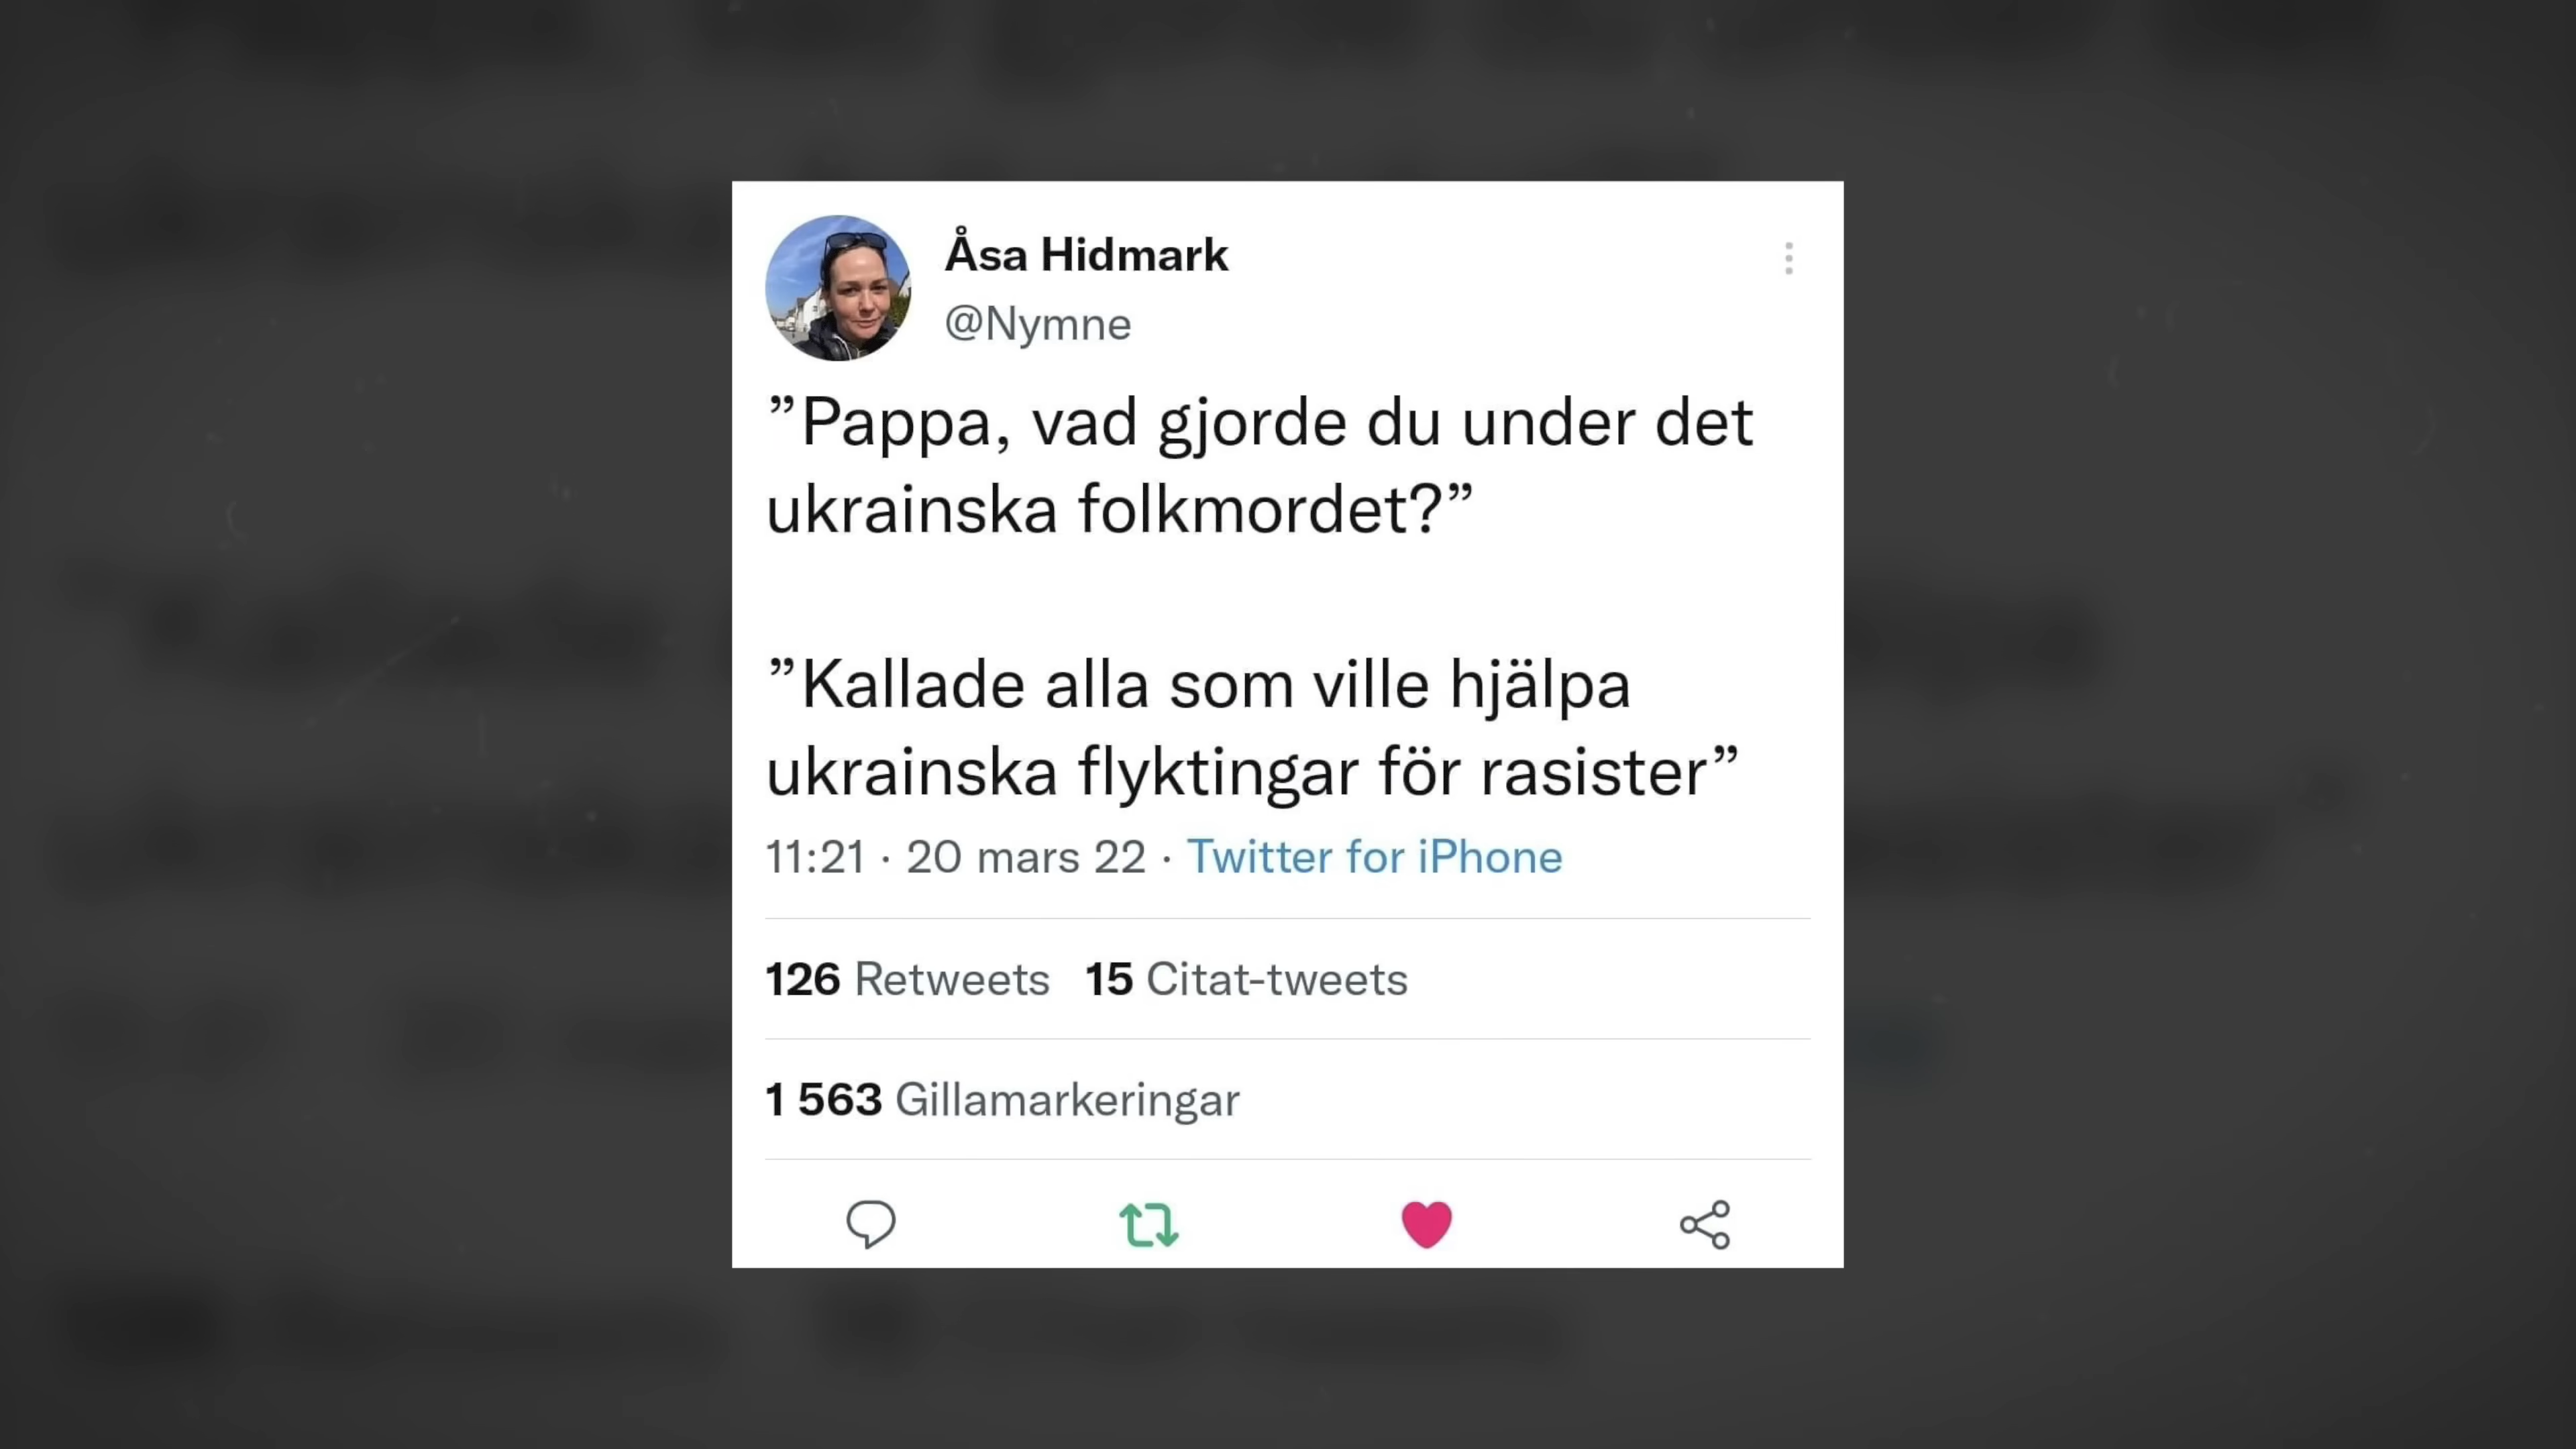 Åsa Hidmark
@Nymne
”Pappa, vad gjorde du under det
ukrainska folkmordet?”
”Kallade alla som ville hjälpa
ukrainska flyktingar för rasister”
11:21 · 20 mars 22 · Twitter for iPhone
126 Retweets 15 Citat-tweets
1 563 Gillamarkeringar